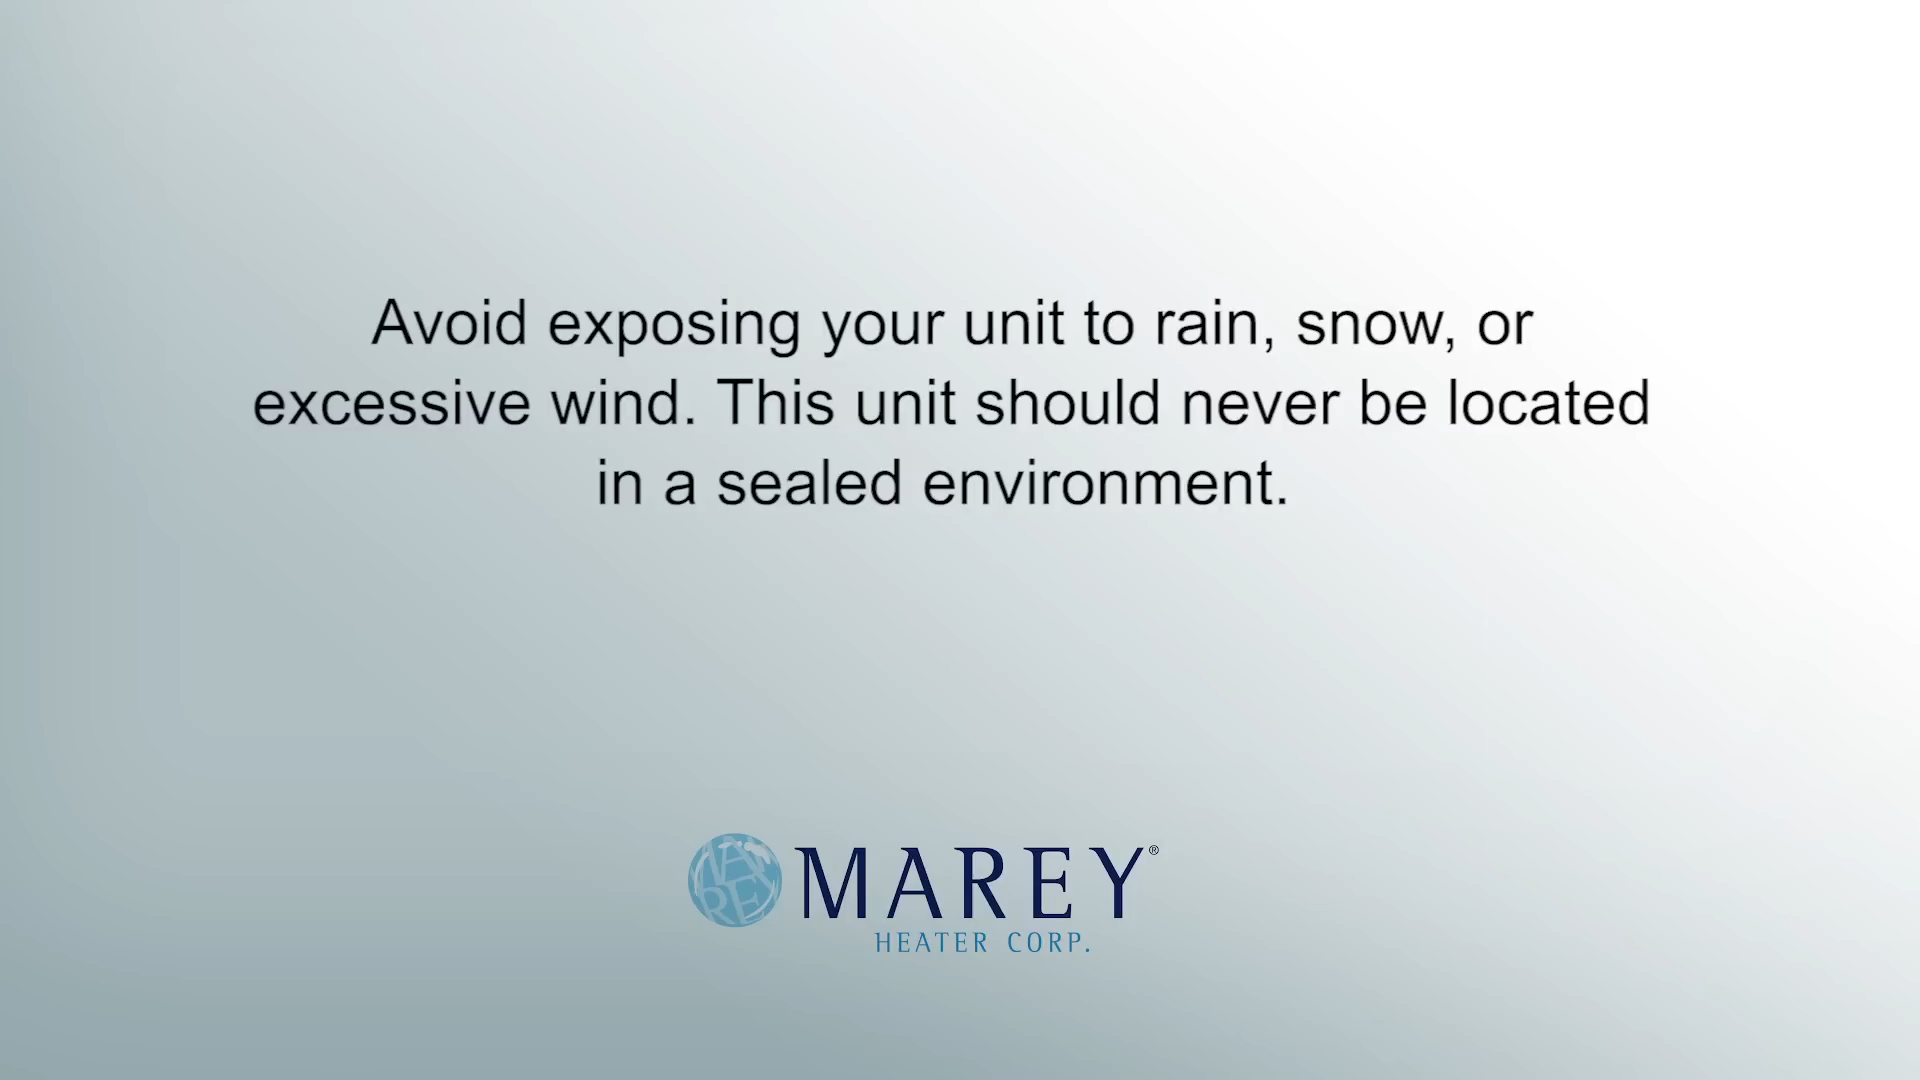 Avoid exposing your unit to rain, snow, or
excessive wind. This unit should never be located
in a sealed environment.
MAREY®
HEATER CORP.